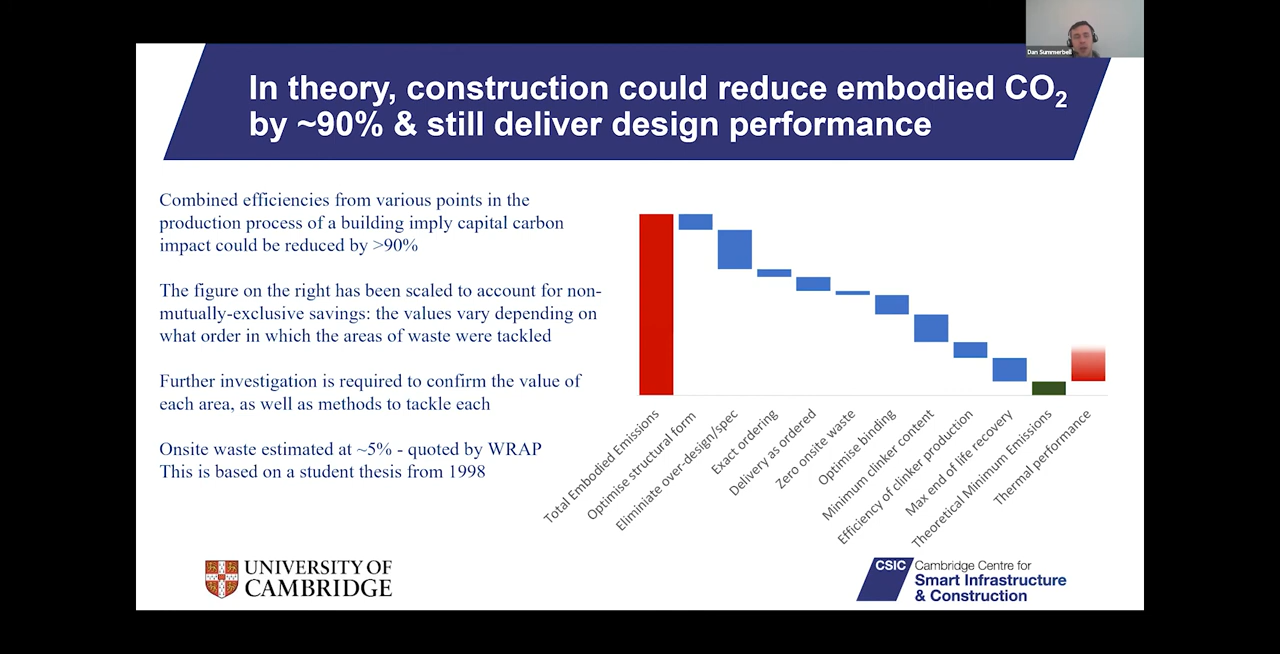 Dan Summerbell
In theory, construction could reduce embodied CO2
by ~90% & still deliver design performance
Combined efficiencies from various points in the
production process of a building imply capital carbon
impact could be reduced by >90%
The figure on the right has been scaled to account for non-
mutually-exclusive savings: the values vary depending on
what order in which the areas of waste were tackled
Further investigation is required to confirm the value of
each area, as well as methods to tackle each
Onsite waste estimated at ~5% - quoted by WRAP
This is based on a student thesis from 1998
Total Embodied Emissions
Optimise structural form
Eliminiate over-design/spec
Exact ordering
Delivery as ordered
Zero onsite waste
Optimise binding
Minimum clinker content
Efficiency of clinker production
Max end of life recovery
Theoretical Minimum Emissions
Thermal performance
UNIVERSITY OF
CAMBRIDGE
CSIC
Cambridge Centre for
Smart Infrastructure
& Construction